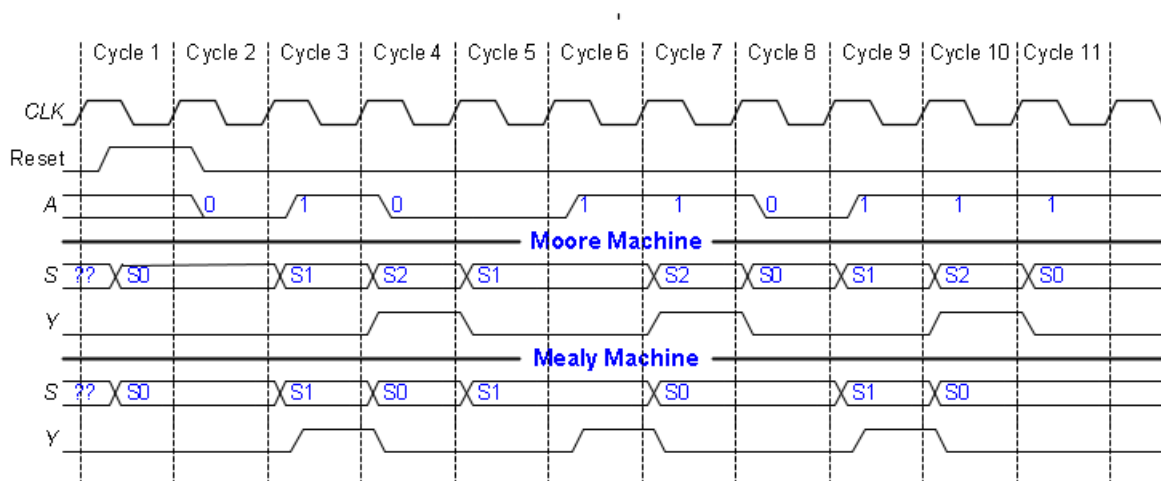 Cycle 1 Cycle 2 Cycle 3 Cycle 4 Cycle 5 Cycle 6 Cycle 7 Cycle 8 Cycle 9 Cycle 10 Cycle 11
CLK
Reset
A 0 1 0 1 1 0 1 1 1
Moore Machine
S ?? S0 S1 S2 S1 S2 S0 S1 S2 S0
Y
Mealy Machine
S ?? S0 S1 S0 S1 S0 S1 S0
Y